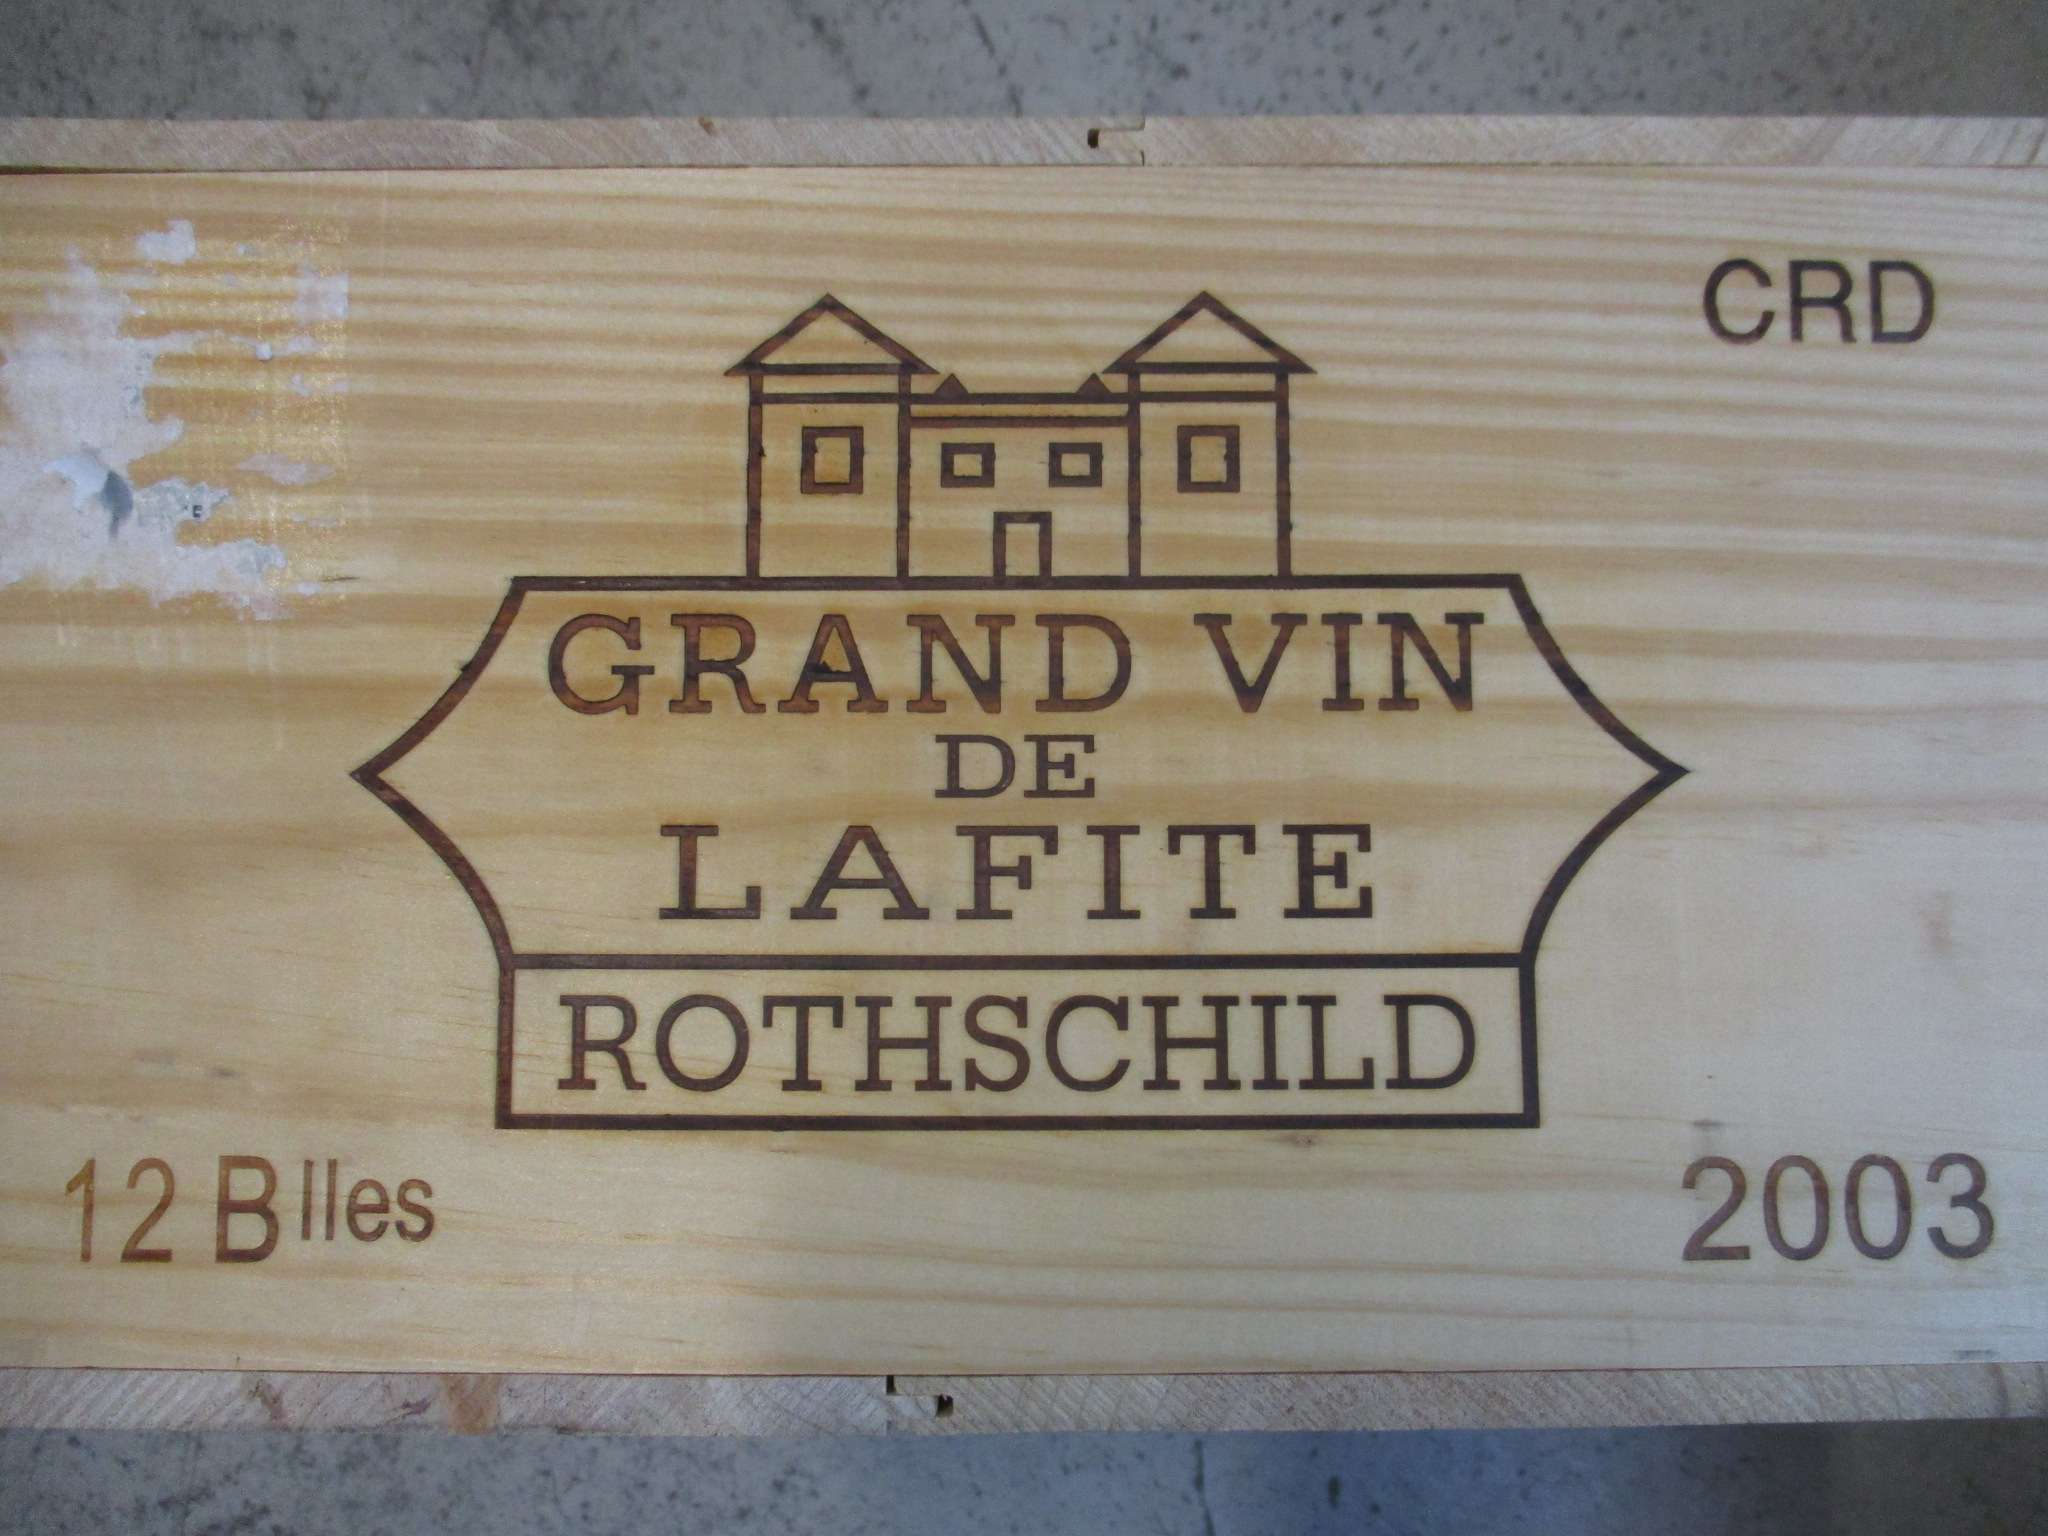 CRD
GRAND VIN
DE
LAFITE
ROTHSCHILD
12 Blles
2003